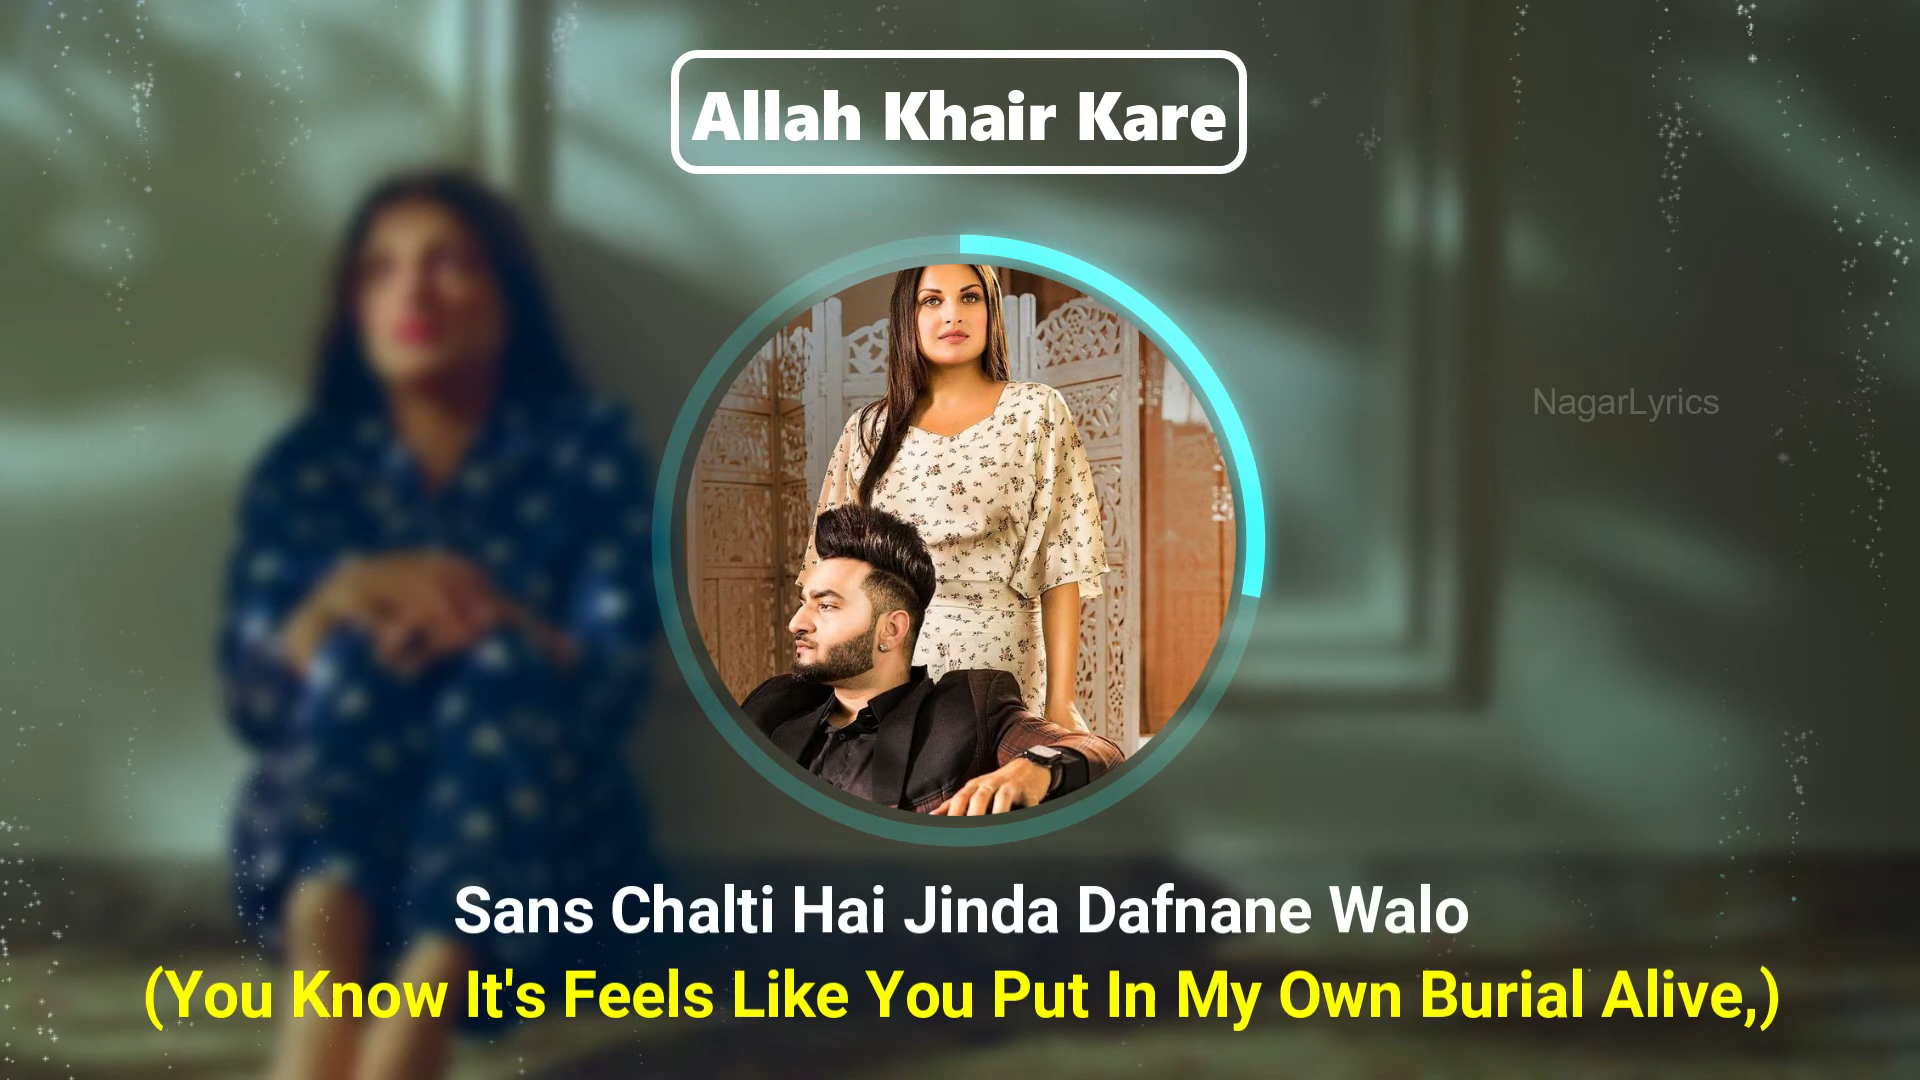 Allah Khair Kare
NagarLyrics
Sans Chalti Hai Jinda Dafnane Walo
(You Know It's Feels Like You Put In My Own Burial Alive,)